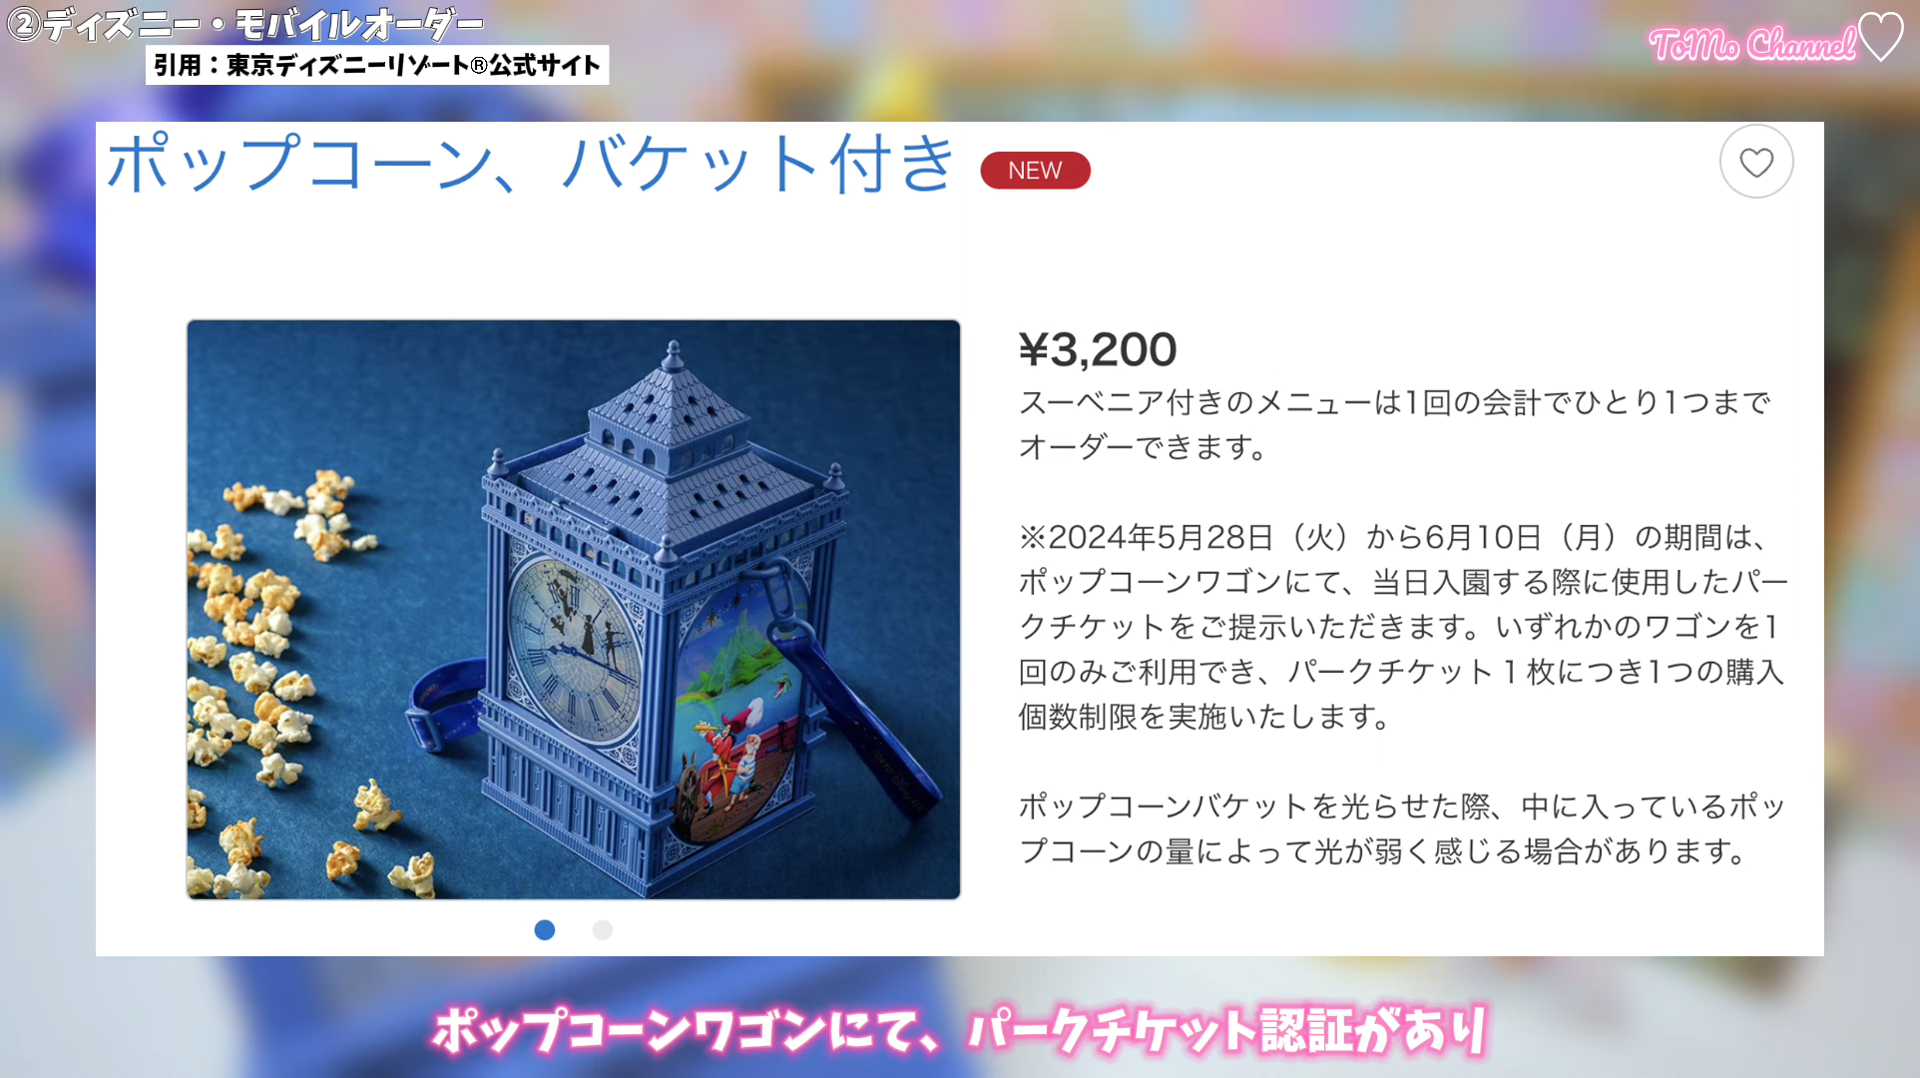 ②ディズニー・モバイルオーダー
引用：東京ディズニーリゾート®公式サイト
ToMo Channel♡
ポップコーン、バケット付き
NEW
¥3,200
スーベニア付きのメニューは1回の会計でひとり1つまで
オーダーできます。
※2024年5月28日（火）から6月10日（月）の期間は、
ポップコーンワゴンにて、当日入園する際に使用したパー
クチケットをご提示いただきます。いずれかのワゴンを1
回のみご利用でき、パークチケット１枚につき1つの購入
個数制限を実施いたします。
ポップコーンバケットを光らせた際、中に入っているポッ
プコーンの量によって光が弱く感じる場合があります。
ポップコーンワゴンにて、パークチケット認証があり